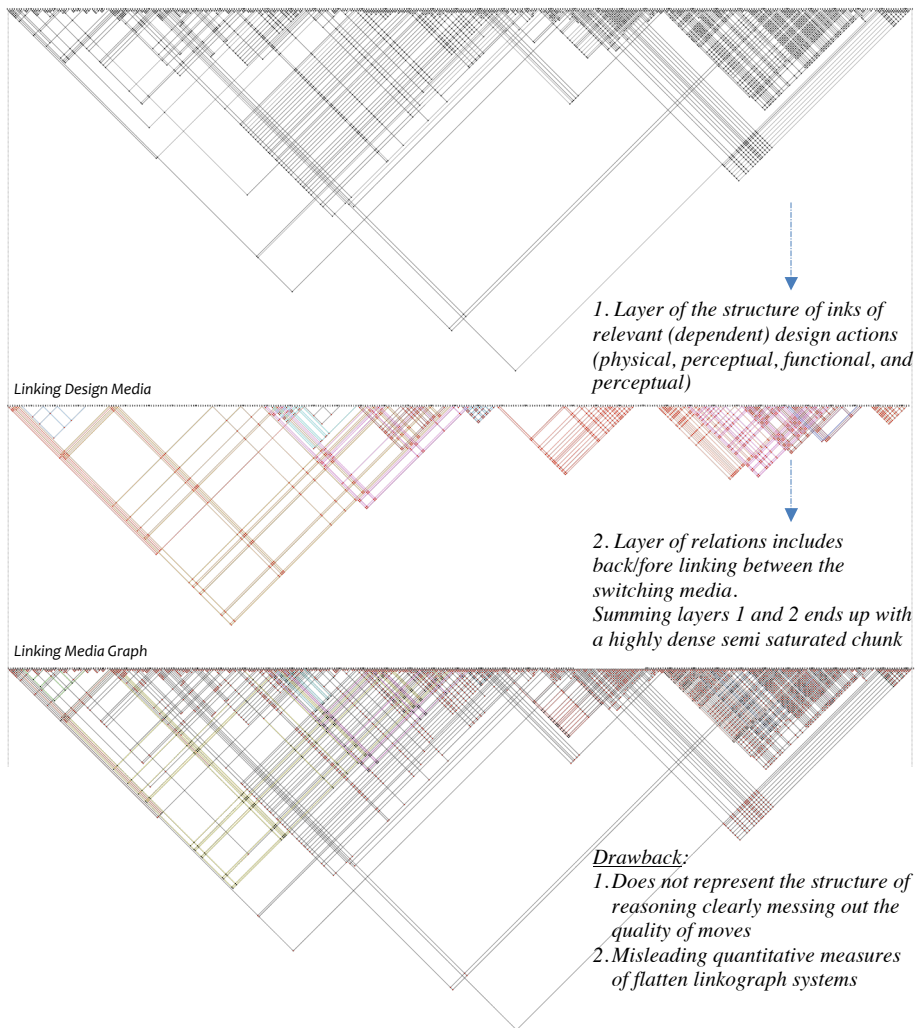 1. Layer of the structure of inks of
relevant (dependent) design actions
(physical, perceptual, functional, and
perceptual)
Linking Design Media
2. Layer of relations includes
back/fore linking between the
switching media.
Summing layers 1 and 2 ends up with
a highly dense semi saturated chunk
Linking Media Graph
Drawback:
1. Does not represent the structure of
reasoning clearly messing out the
quality of moves
2. Misleading quantitative measures
of flatten linkograph systems